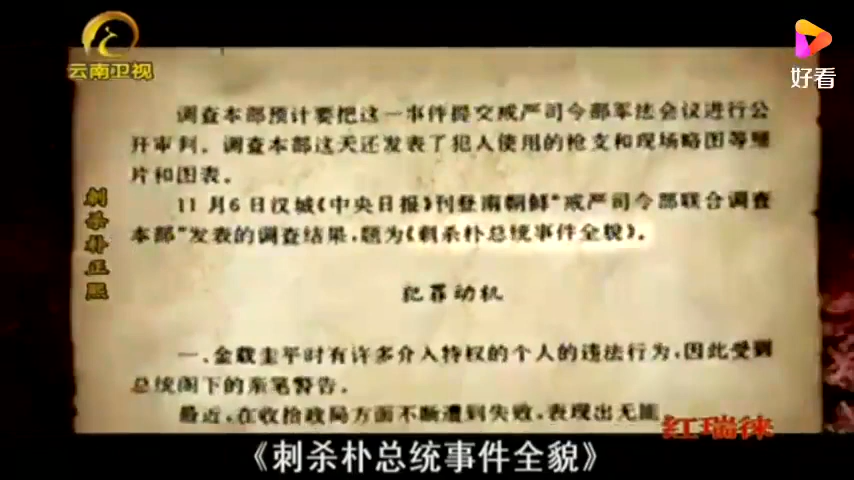 云南卫视
好看
调查本部预计要把这一事件提交戒严司令部军法会议进行公
开审判。调查本部这天还发表了犯人使用的枪支和现场略图等照
片和图表。
11月6日汉城《中央日报》刊登南朝鲜“戒严司令部联合调查
本部”发表的调查结果，题为《刺杀朴总统事件全貌》。
刺杀朴正熙
犯罪动机
一、金载圭平时有许多介入特权的个人的违法行为，因此受到
总统阁下的亲笔警告。
最近，在收拾政局方面不断遭到失败，表现出无能
红瑞徕
《刺杀朴总统事件全貌》